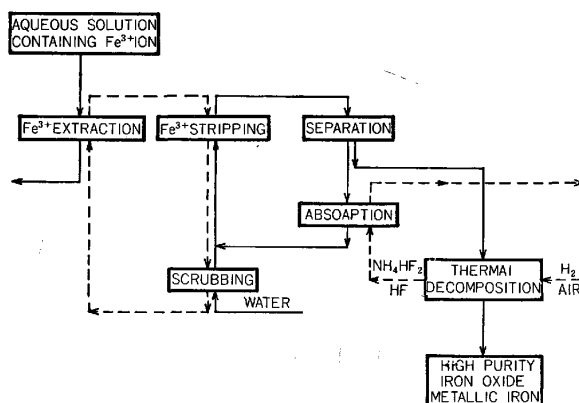 AQUEOUS SOLUTION
CONTAINING Fe³⁺ION
Fe³⁺EXTRACTION
Fe³⁺STRIPPING
SEPARATION
ABSOAPTION
NH₄HF₂
HF
THERMAI
DECOMPOSITION
H₂
AIR
SCRUBBING
WATER
HIGH PURITY
IRON OXIDE
METALLIC IRON